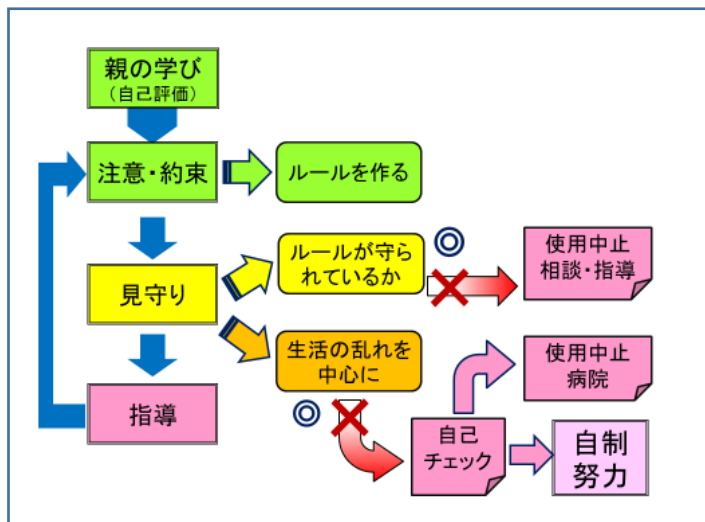 親の学び
(自己評価)
注意・約束
ルールを作る
見守り
ルールが守ら
れているか
◎
使用中止
相談・指導
生活の乱れを
中心に
◎
使用中止
病院
指導
自己
チェック
自制
努力